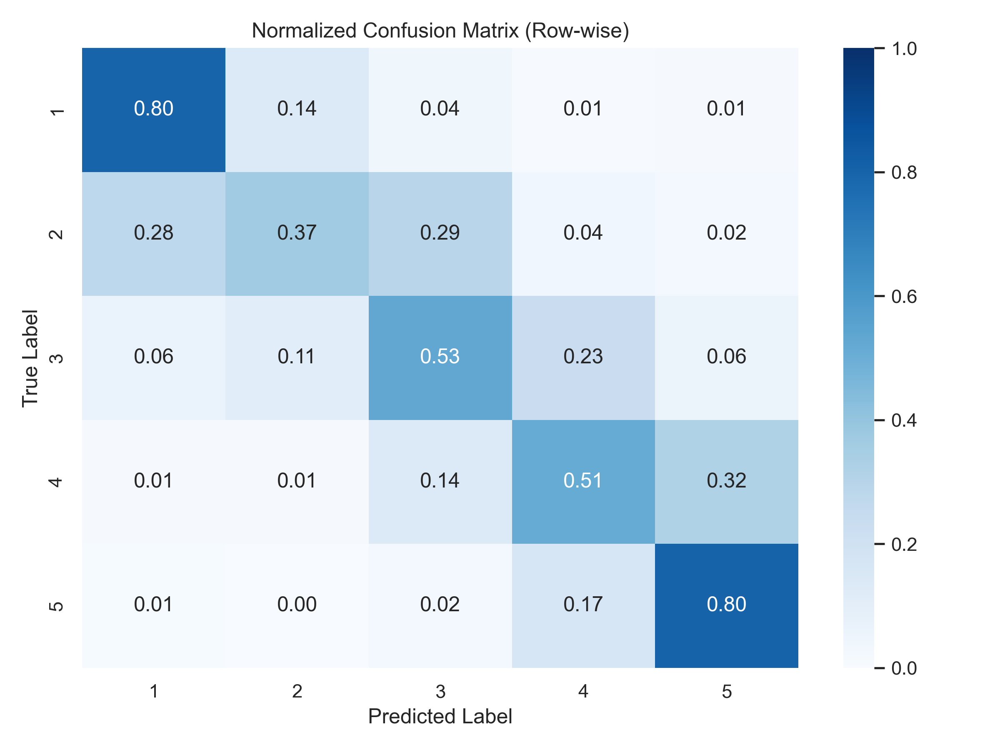 Normalized Confusion Matrix (Row-wise)
True Label
1 0.80 0.14 0.04 0.01 0.01
2 0.28 0.37 0.29 0.04 0.02
3 0.06 0.11 0.53 0.23 0.06
4 0.01 0.01 0.14 0.51 0.32
5 0.01 0.00 0.02 0.17 0.80
1 2 3 4 5
Predicted Label
1.0
0.8
0.6
0.4
0.2
0.0